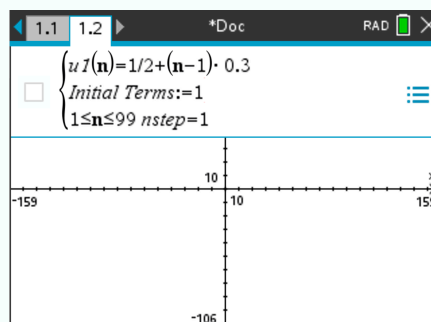 1.1 1.2 *Doc RAD
u1(n)=1/2+(n−1)· 0.3
Initial Terms:=1
1≤n≤99 nstep=1
10
-159 10 159
-106